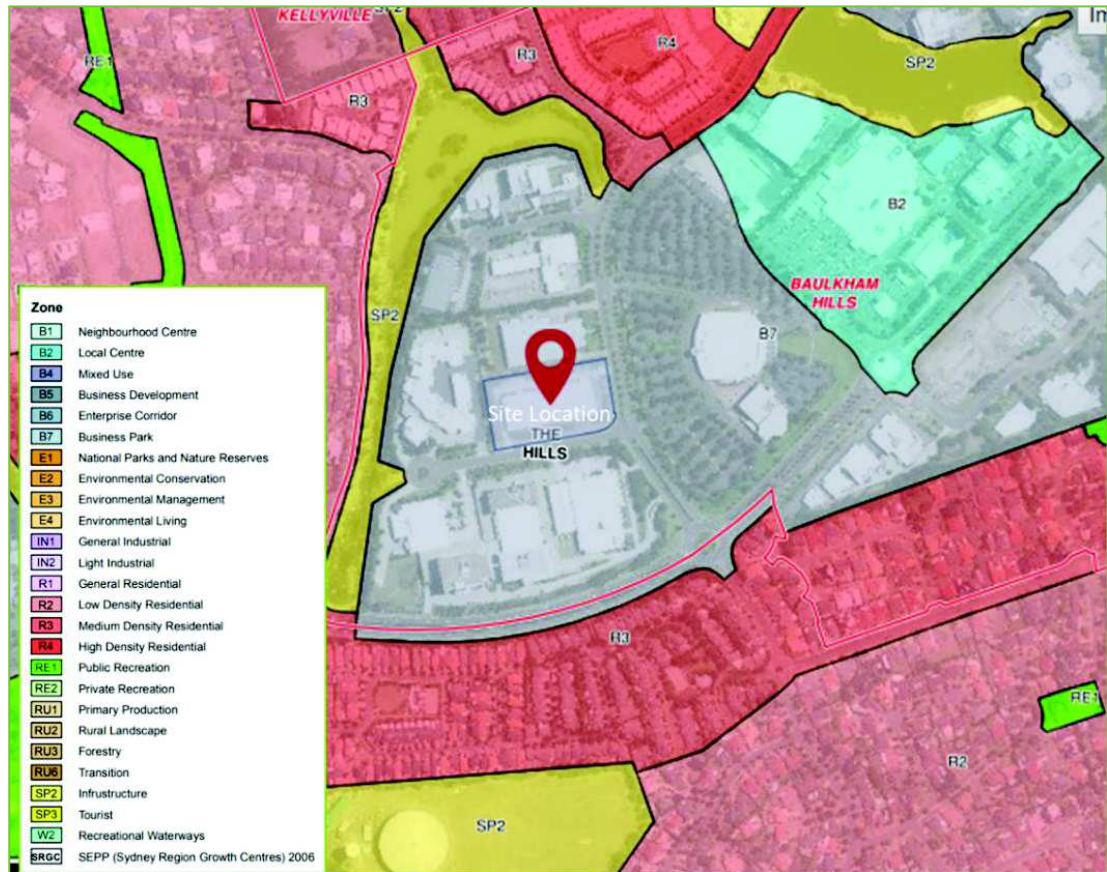 KELLYVILLE
SP2
Im
RE1
R3
R4
SP2
R3
B2
BAULKHAM
HILLS
SP2
B7
Site Location
THE
HILLS
R3
RE1
R2
SP2
Zone
B1 Neighbourhood Centre
B2 Local Centre
B4 Mixed Use
B5 Business Development
B6 Enterprise Corridor
B7 Business Park
E1 National Parks and Nature Reserves
E2 Environmental Conservation
E3 Environmental Management
E4 Environmental Living
IN1 General Industrial
IN2 Light Industrial
R1 General Residential
R2 Low Density Residential
R3 Medium Density Residential
R4 High Density Residential
RE1 Public Recreation
RE2 Private Recreation
RU1 Primary Production
RU2 Rural Landscape
RU3 Forestry
RU6 Transition
SP2 Infrustructure
SP3 Tourist
W2 Recreational Waterways
SRGC SEPP (Sydney Region Growth Centres) 2006